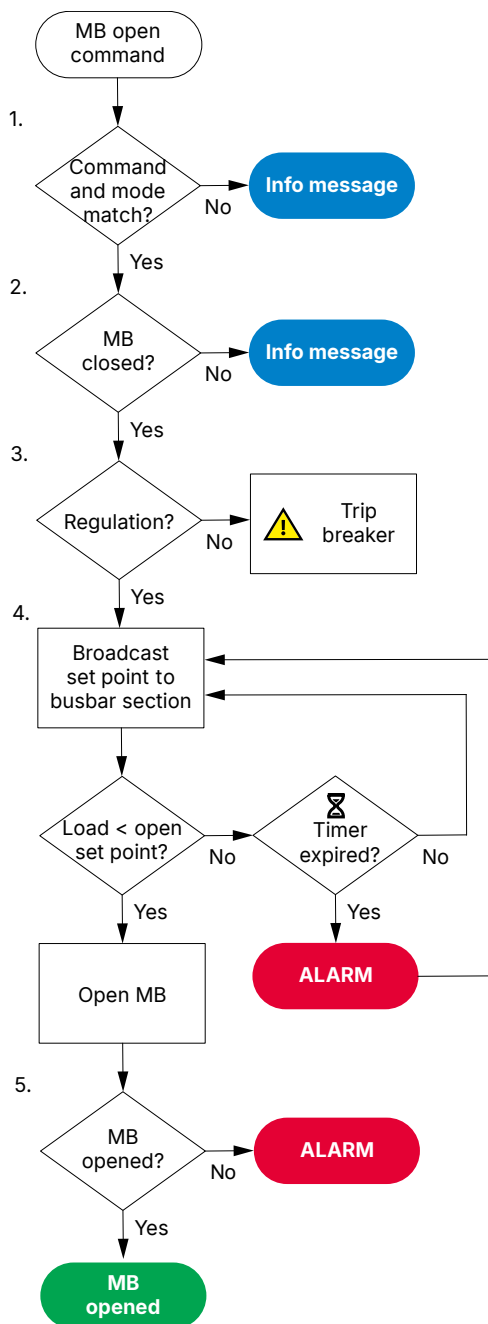 MB open
command
1.
Command
and mode
match?
No
Info message
Yes
2.
MB
closed?
No
Info message
Yes
3.
Regulation?
No
!
Trip
breaker
Yes
4.
Broadcast
set point to
busbar section
Load < open
set point?
No
Timer
expired?
No
Yes
Yes
Open MB
ALARM
5.
MB
opened?
No
ALARM
Yes
MB
opened